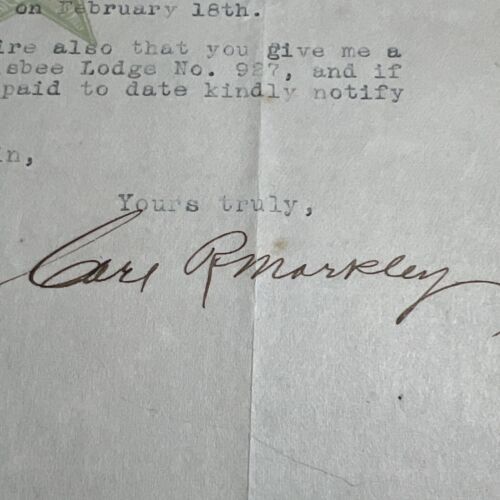 on February 18th.
ire also that you give me a
sbee Lodge No. 927, and if
paid to date kindly notify
in,
Yours truly,
Carl R Markley